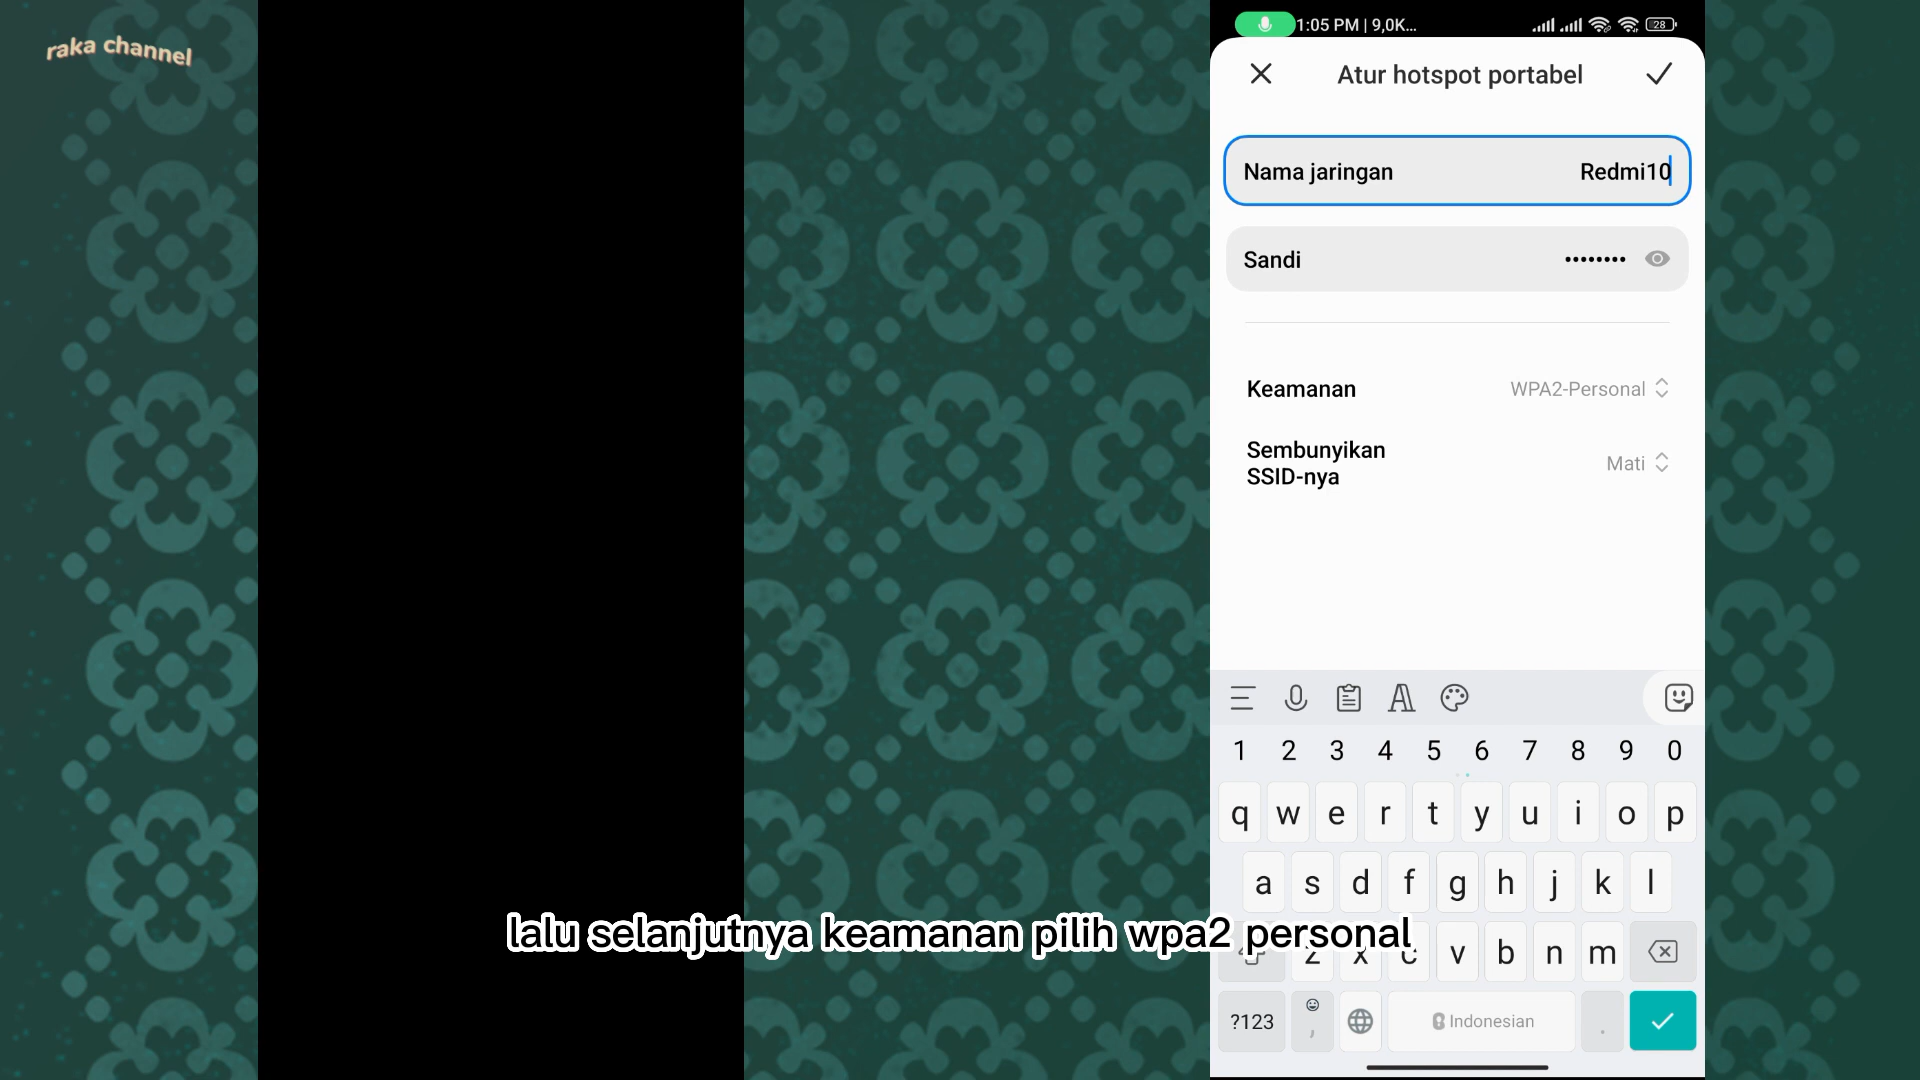 raka channel
1:05 PM | 9,0K...
28
Atur hotspot portabel
Nama jaringan Redmi10
Sandi ••••••••
Keamanan WPA2-Personal
Sembunyikan
SSID-nya
Mati
1 2 3 4 5 6 7 8 9 0
q w e r t y u i o p
a s d f g h j k l
lalu selanjutnya keamanan pilih wpa2 personal
z x c v b n m
?123 , Indonesian .